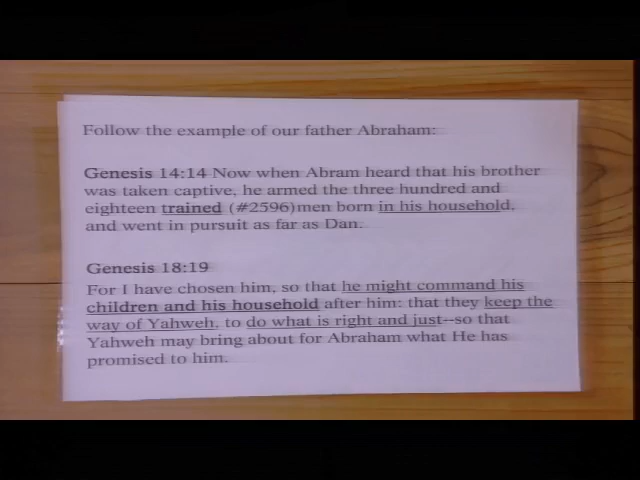 Follow the example of our father Abraham:
Genesis 14:14 Now when Abram heard that his brother
was taken captive, he armed the three hundred and
eighteen trained (#2596)men born in his household,
and went in pursuit as far as Dan.
Genesis 18:19
For I have chosen him, so that he might command his
children and his household after him: that they keep the
way of Yahweh, to do what is right and just--so that
Yahweh may bring about for Abraham what He has
promised to him.